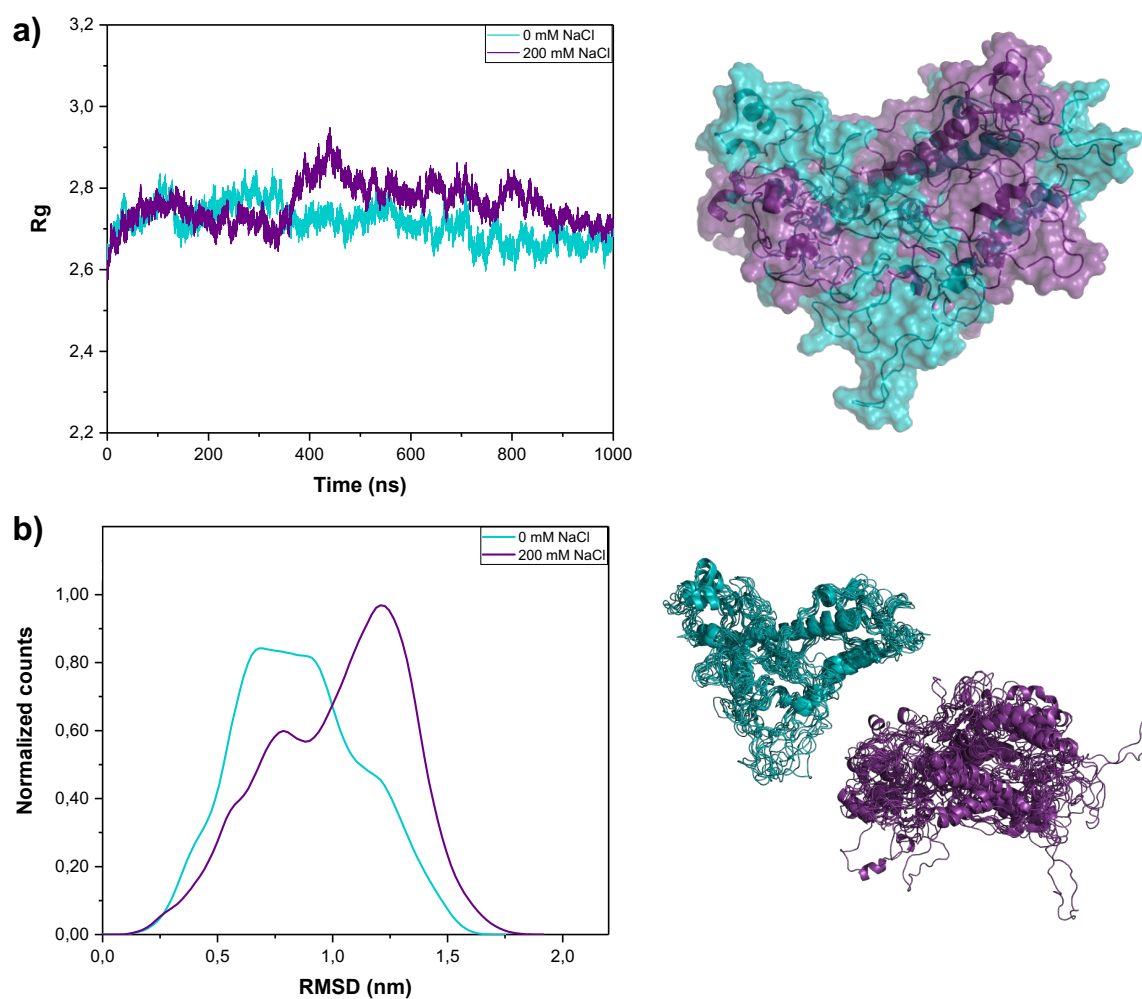 a)
3,2
3,0
2,8
2,6
2,4
2,2
Rg
0 mM NaCl
200 mM NaCl
0
200
400
600
800
1000
Time (ns)
b)
1,00
0,80
0,60
0,40
0,20
0,00
Normalized counts
0 mM NaCl
200 mM NaCl
0,0
0,5
1,0
1,5
2,0
RMSD (nm)